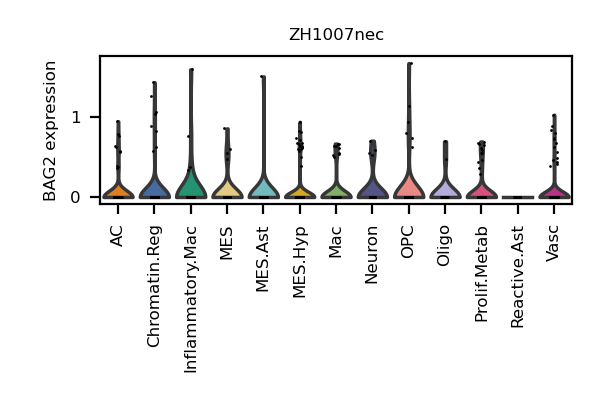 ZH1007nec
BAG2 expression
1
0
AC
Chromatin.Reg
Inflammatory.Mac
MES
MES.Ast
MES.Hyp
Mac
Neuron
OPC
Oligo
Prolif.Metab
Reactive.Ast
Vasc